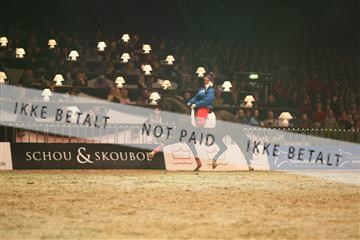 IKKE BETALT NOT PAID IKKE BETALT
SCHOU & SKOUBOE